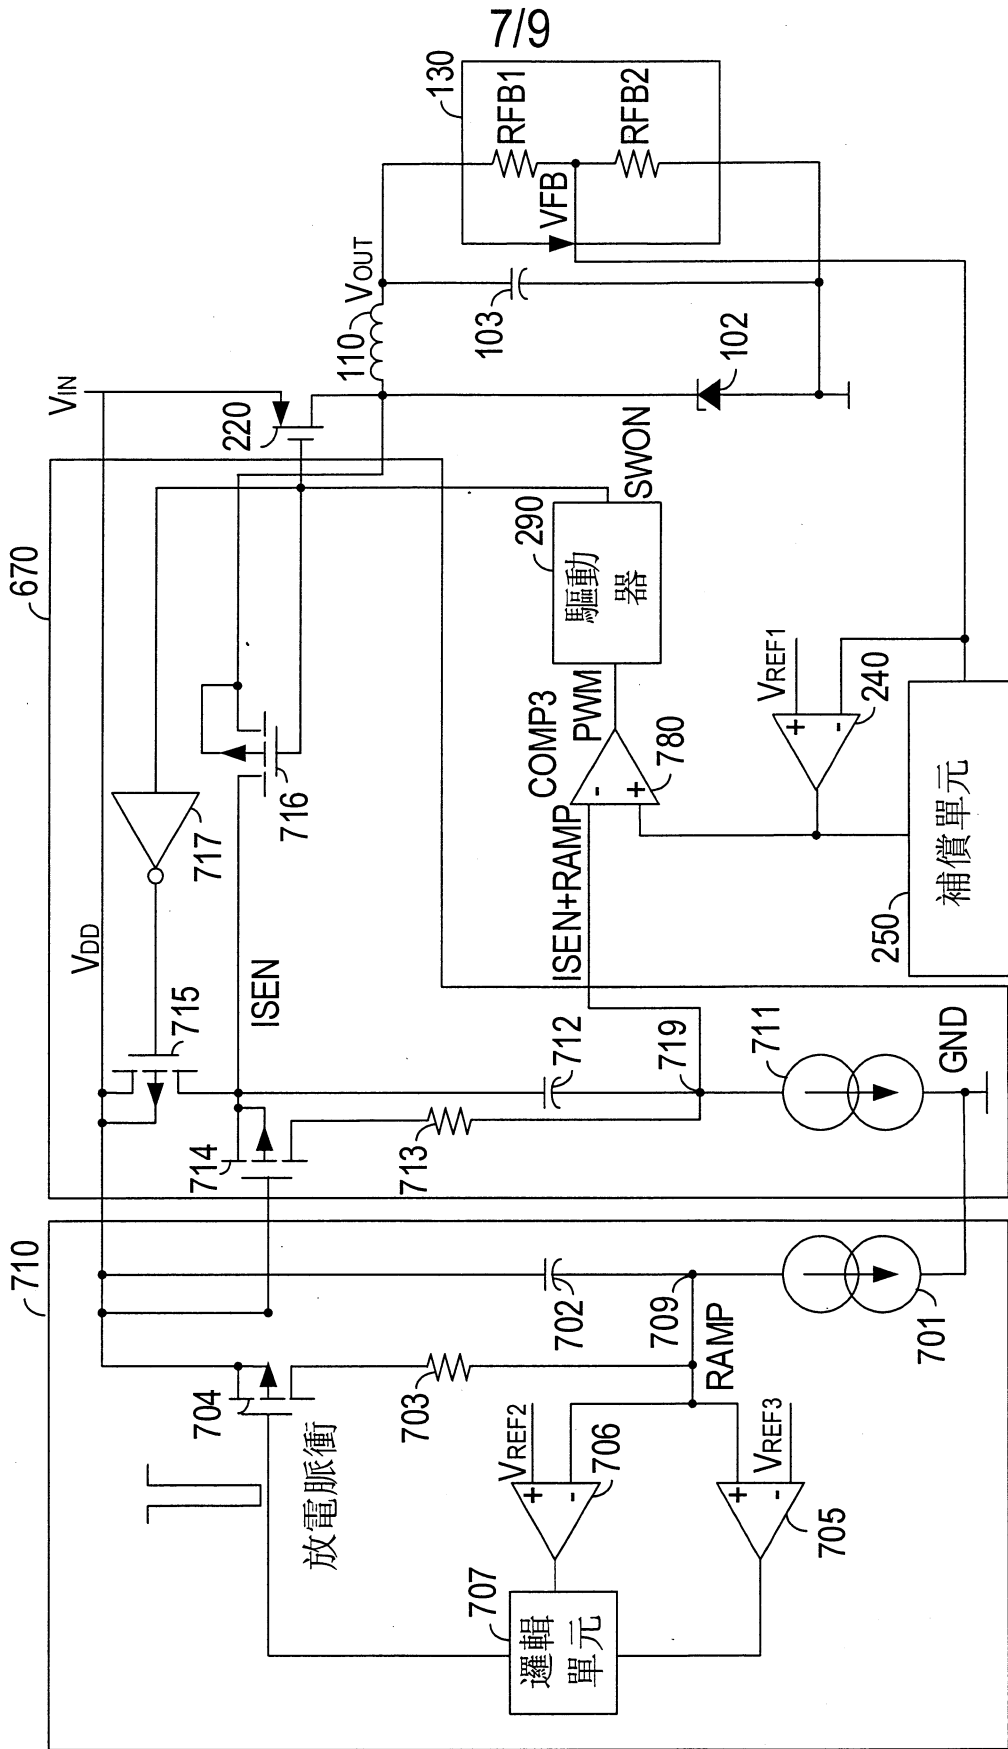 7/9
130
RFB1
RFB2
VFB
VOUT
110
103
102
VIN
220
670
SWON
290
驅動
器
PWM
COMP3
780
VREF1
240
補償單元
250
717
716
VDD
ISEN
ISEN+RAMP
715
714
713
712
719
711
GND
710
704
703
702
709
RAMP
701
放電脈衝
VREF2
706
VREF3
705
707
邏輯
單元